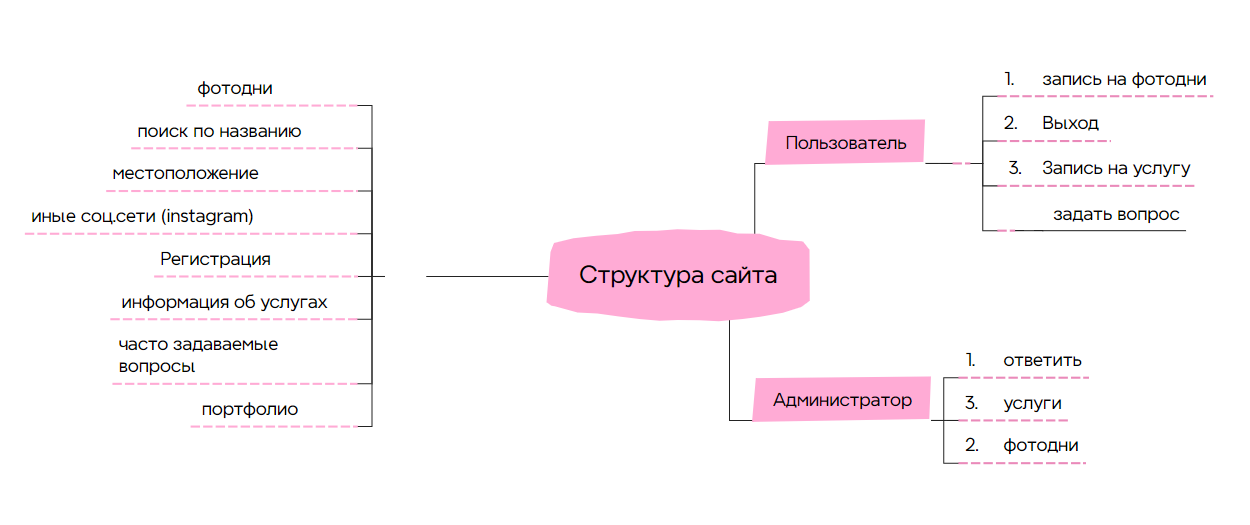 фотодни
поиск по названию
местоположение
иные соц.сети (instagram)
Регистрация
информация об услугах
часто задаваемые
вопросы
портфолио
Структура сайта
Пользователь
1. запись на фотодни
2. Выход
3. Запись на услугу
задать вопрос
Администратор
1. ответить
3. услуги
2. фотодни